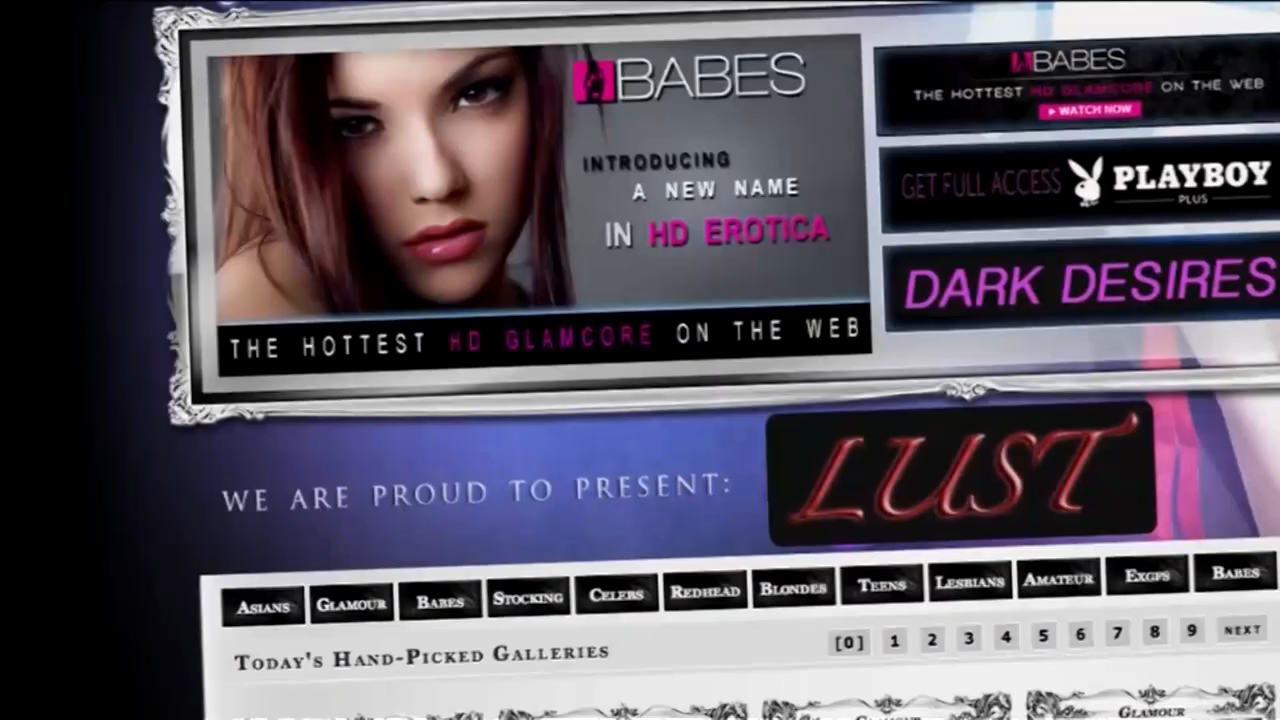 BABES
INTRODUCING
A NEW NAME
IN HD EROTICA
THE HOTTEST HD GLAMCORE ON THE WEB
BABES
THE HOTTEST HD GLAMCORE ON THE WEB
WATCH NOW
GET FULL ACCESS PLAYBOY
PLUS
DARK DESIRES
WE ARE PROUD TO PRESENT: LUST
ASIANS GLAMOUR BABES STOCKING CELEBS REDHEAD BLONDES TEENS LESBIANS AMATEUR EXGFS BABES
TODAY'S HAND-PICKED GALLERIES [0] 1 2 3 4 5 6 7 8 9 NEXT
GLAMOUR GLAMOUR